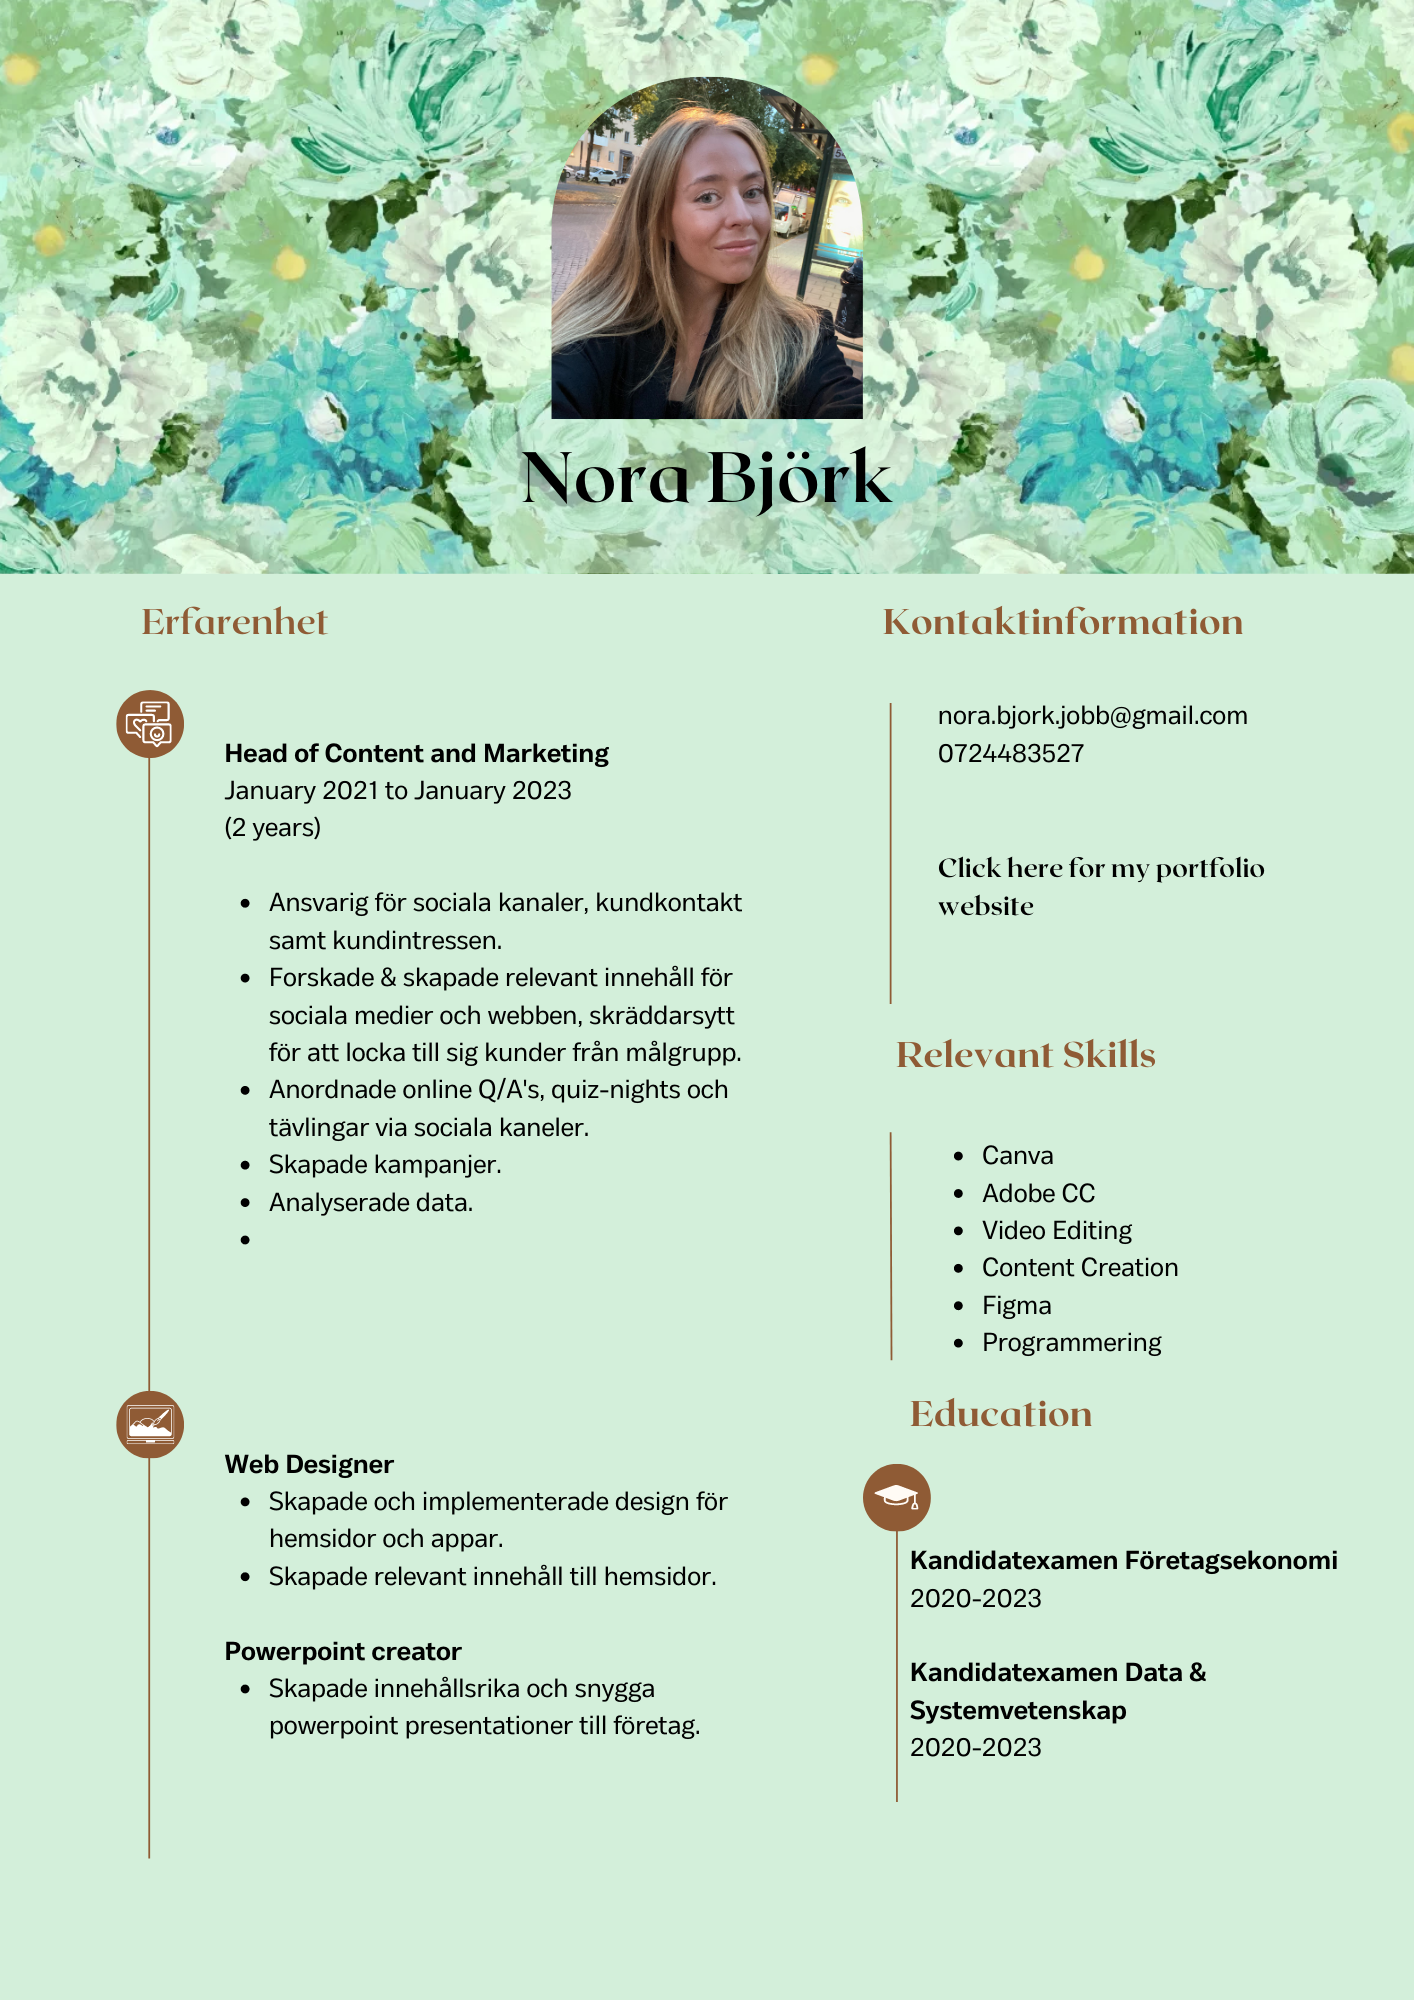 Nora Björk
Erfarenhet
Head of Content and Marketing
January 2021 to January 2023
(2 years)
Ansvarig för sociala kanaler, kundkontakt
samt kundintressen.
Forskade & skapade relevant innehåll för
sociala medier och webben, skräddarsytt
för att locka till sig kunder från målgrupp.
Anordnade online Q/A's, quiz-nights och
tävlingar via sociala kaneler.
Skapade kampanjer.
Analyserade data.
Web Designer
Skapade och implementerade design för
hemsidor och appar.
Skapade relevant innehåll till hemsidor.
Powerpoint creator
Skapade innehållsrika och snygga
powerpoint presentationer till företag.
Kontaktinformation
nora.bjork.jobb@gmail.com
0724483527
Click here for my portfolio
website
Relevant Skills
Canva
Adobe CC
Video Editing
Content Creation
Figma
Programmering
Education
Kandidatexamen Företagsekonomi
2020-2023
Kandidatexamen Data &
Systemvetenskap
2020-2023